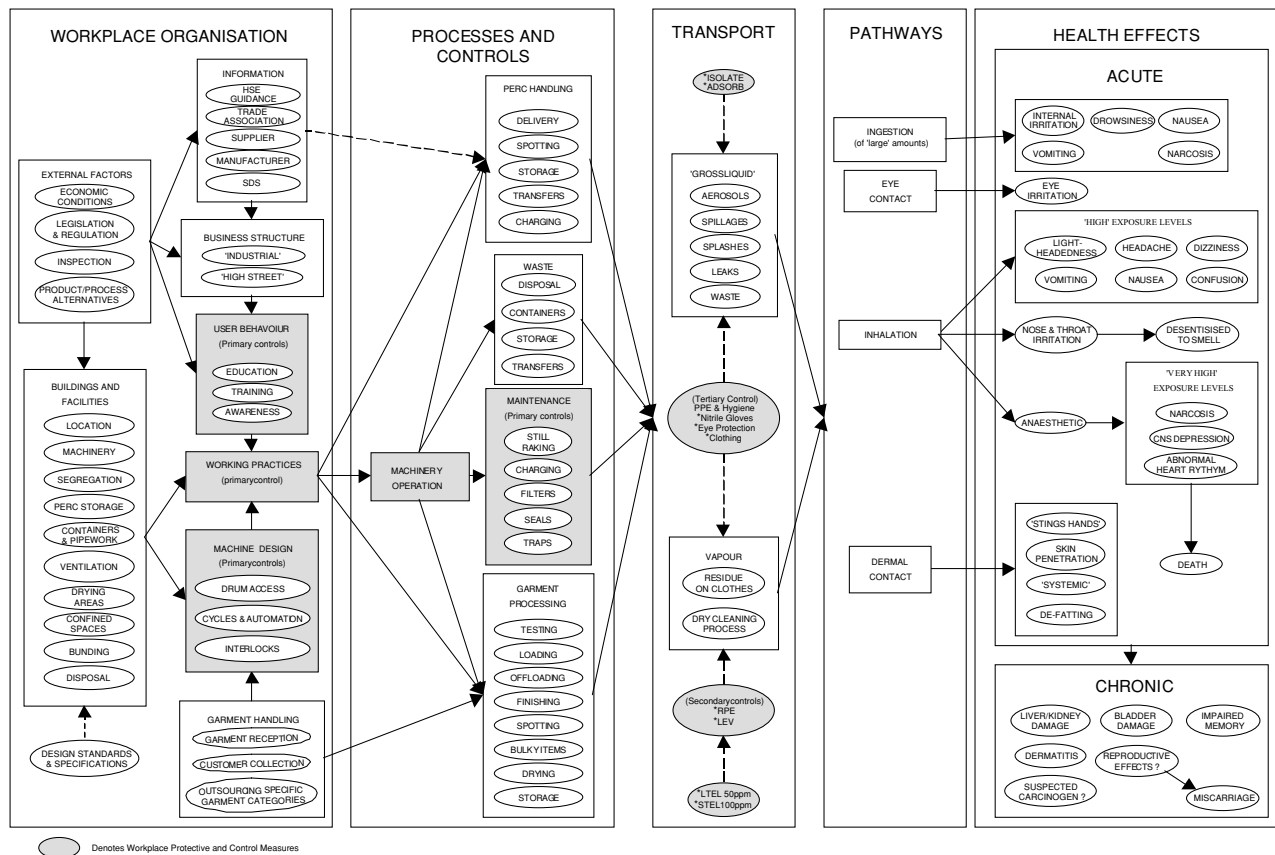 WORKPLACE ORGANISATION
INFORMATION
HSE
GUIDANCE
TRADE
ASSOCIATION
SUPPLIER
MANUFACTURER
SDS
EXTERNAL FACTORS
ECONOMIC
CONDITIONS
LEGISLATION
& REGULATION
INSPECTION
PRODUCT/PROCESS
ALTERNATIVES
BUSINESS STRUCTURE
'INDUSTRIAL'
'HIGH STREET'
USER BEHAVOIUR
(Primary controls)
EDUCATION
TRAINING
AWARENESS
BUILDINGS AND
FACILITIES
LOCATION
MACHINERY
SEGREGATION
PERC STORAGE
CONTAINERS
& PIPEWORK
VENTILATION
DRYING
AREAS
CONFINED
SPACES
BUNDING
DISPOSAL
DESIGN STANDARDS
& SPECIFICATIONS
WORKING PRACTICES
(primarycontrol)
MACHINE DESIGN
(Primarycontrols)
DRUM ACCESS
CYCLES & AUTOMATION
INTERLOCKS
GARMENT HANDLING
GARMENT RECEPTION
CUSTOMER COLLECTION
OUTSOURCING SPECIFIC
GARMENT CATEGORIES
PROCESSES AND
CONTROLS
PERC HANDLING
DELIVERY
SPOTTING
STORAGE
TRANSFERS
CHARGING
WASTE
DISPOSAL
CONTAINERS
STORAGE
TRANSFERS
MACHINERY
OPERATION
MAINTENANCE
(Primary controls)
STILL
RAKING
CHARGING
FILTERS
SEALS
TRAPS
GARMENT
PROCESSING
TESTING
LOADING
OFFLOADING
FINISHING
SPOTTING
BULKY ITEMS
DRYING
STORAGE
TRANSPORT
*ISOLATE
*ADSORB
'GROSSLIQUID'
AEROSOLS
SPILLAGES
SPLASHES
LEAKS
WASTE
(Tertiary Control)
PPE & Hygiene
*Nitrile Gloves
*Eye Protection
*Clothing
VAPOUR
RESIDUE
ON CLOTHES
DRY CLEANING
PROCESS
(Secondarycontrols)
*RPE
*LEV
*LTEL 50ppm
*STEL100ppm
PATHWAYS
INGESTION
(of 'large' amounts)
EYE
CONTACT
INHALATION
DERMAL
CONTACT
HEALTH EFFECTS
ACUTE
INTERNAL
IRRITATION
DROWSINESS
NAUSEA
VOMITING
NARCOSIS
EYE
IRRITATION
'HIGH' EXPOSURE LEVELS
LIGHT-
HEADEDNESS
HEADACHE
DIZZINESS
VOMITING
NAUSEA
CONFUSION
NOSE & THROAT
IRRITATION
DESENTISISED
TO SMELL
'VERY HIGH'
EXPOSURE LEVELS
ANAESTHETIC
NARCOSIS
CNS DEPRESSION
ABNORMAL
HEART RYTHYM
DEATH
'STINGS HANDS'
SKIN
PENETRATION
'SYSTEMIC'
DE-FATTING
CHRONIC
LIVER/KIDNEY
DAMAGE
BLADDER
DAMAGE
IMPAIRED
MEMORY
DERMATITIS
REPRODUCTIVE
EFFECTS ?
SUSPECTED
CARCINOGEN ?
MISCARRIAGE
Denotes Workplace Protective and Control Measures